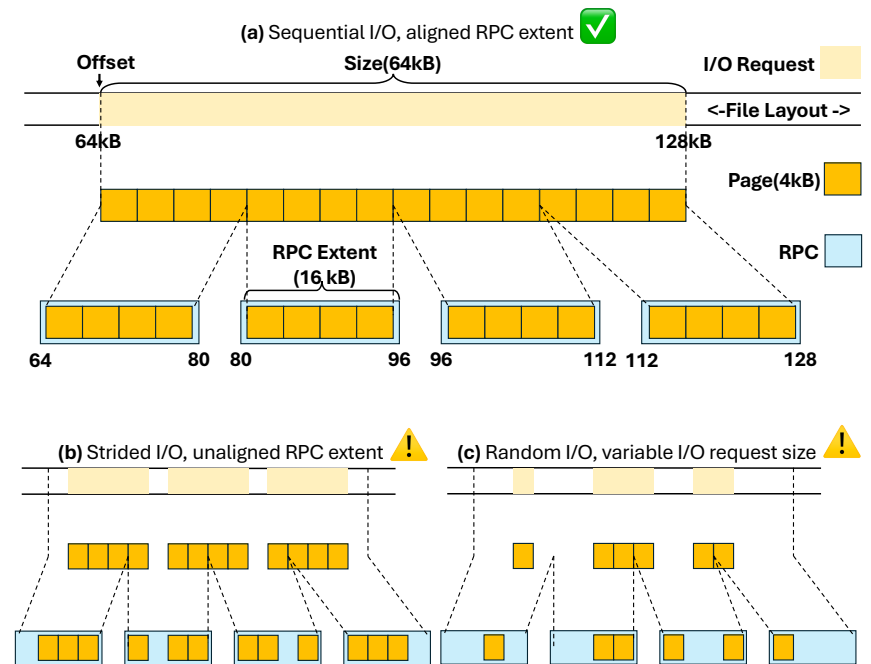 (a) Sequential I/O, aligned RPC extent
Offset
Size(64kB)
I/O Request
<-File Layout ->
64kB
128kB
Page(4kB)
RPC
RPC Extent
(16 kB)
64
80
80
96
96
112
112
128
(b) Strided I/O, unaligned RPC extent
(c) Random I/O, variable I/O request size